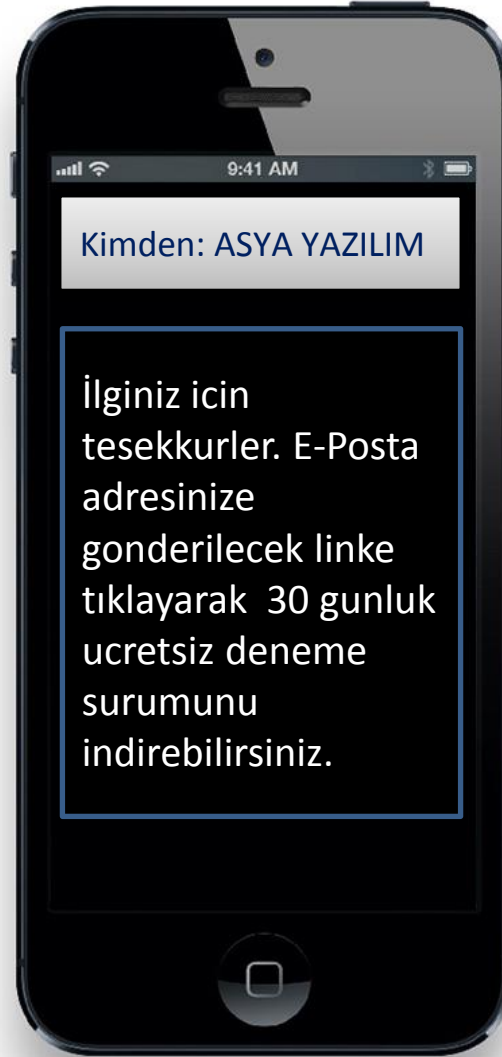 9:41 AM
Kimden: ASYA YAZILIM
İlginiz icin
tesekkurler. E-Posta
adresinize
gonderilecek linke
tıklayarak  30 gunluk
ucretsiz deneme
surumunu
indirebilirsiniz.